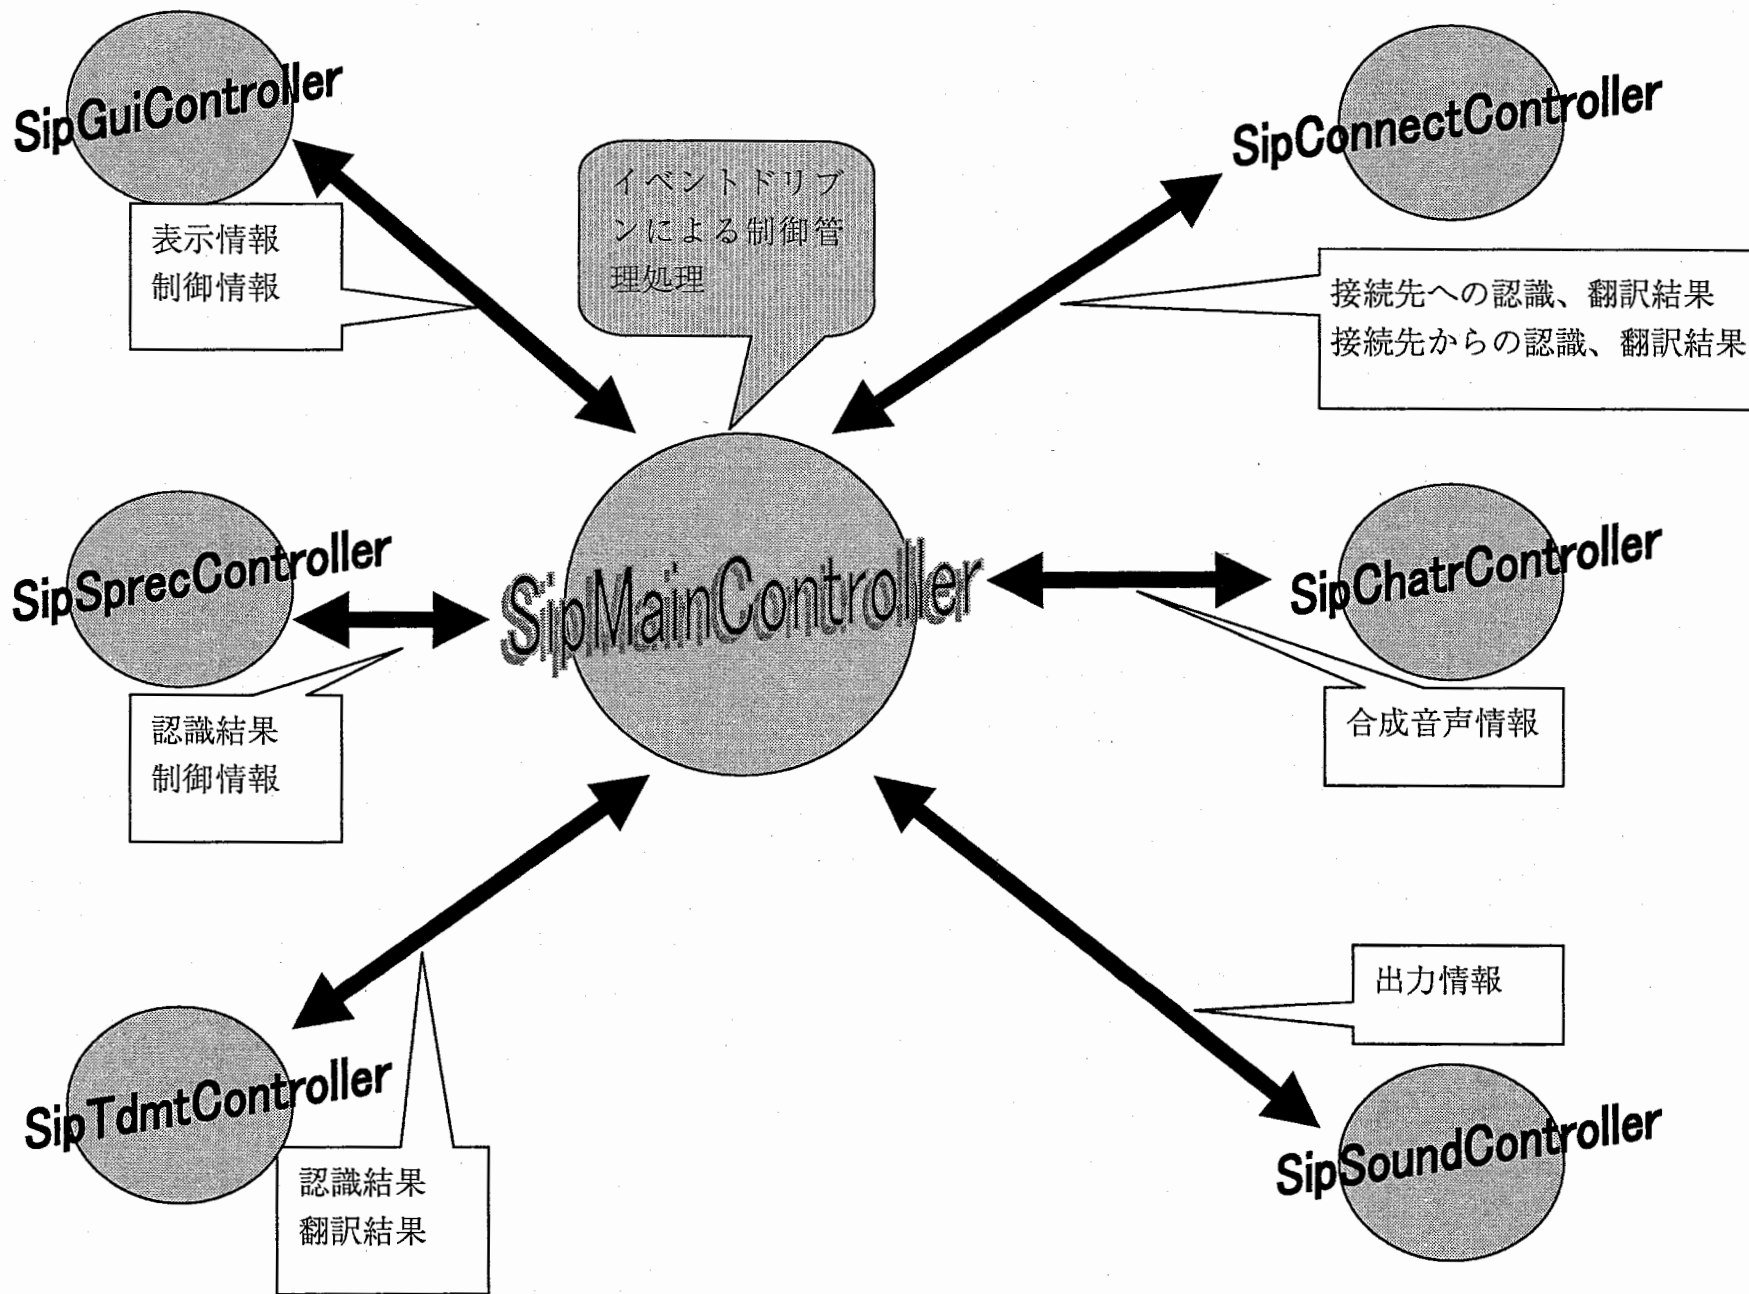 SipGuiController
SipConnectController
イベントドリブ
ンによる制御管
理処理
表示情報
制御情報
接続先への認識、翻訳結果
接続先からの認識、翻訳結果
SipSprecController
SipMainController
SipChatrController
認識結果
制御情報
合成音声情報
出力情報
SipTdmtController
SipSoundController
認識結果
翻訳結果